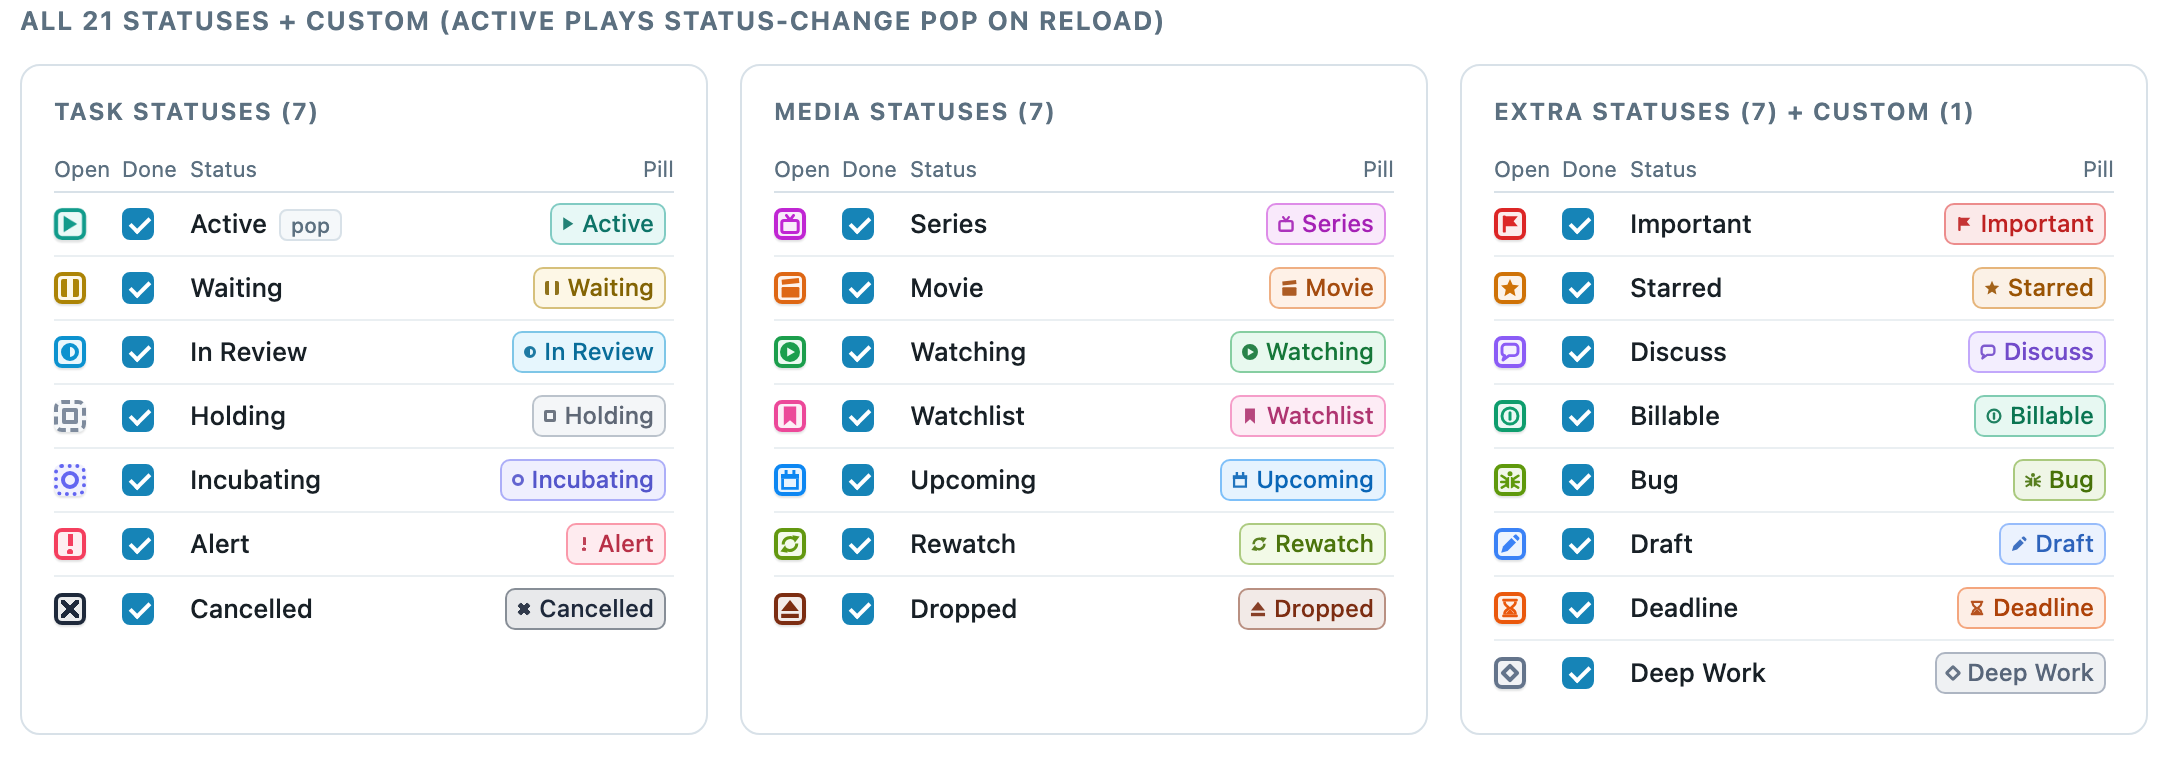 ALL 21 STATUSES + CUSTOM (ACTIVE PLAYS STATUS-CHANGE POP ON RELOAD)
TASK STATUSES (7)
Open Done Status Pill
Active pop Active
Waiting Waiting
In Review In Review
Holding Holding
Incubating Incubating
Alert Alert
Cancelled Cancelled
MEDIA STATUSES (7)
Open Done Status Pill
Series Series
Movie Movie
Watching Watching
Watchlist Watchlist
Upcoming Upcoming
Rewatch Rewatch
Dropped Dropped
EXTRA STATUSES (7) + CUSTOM (1)
Open Done Status Pill
Important Important
Starred Starred
Discuss Discuss
Billable Billable
Bug Bug
Draft Draft
Deadline Deadline
Deep Work Deep Work